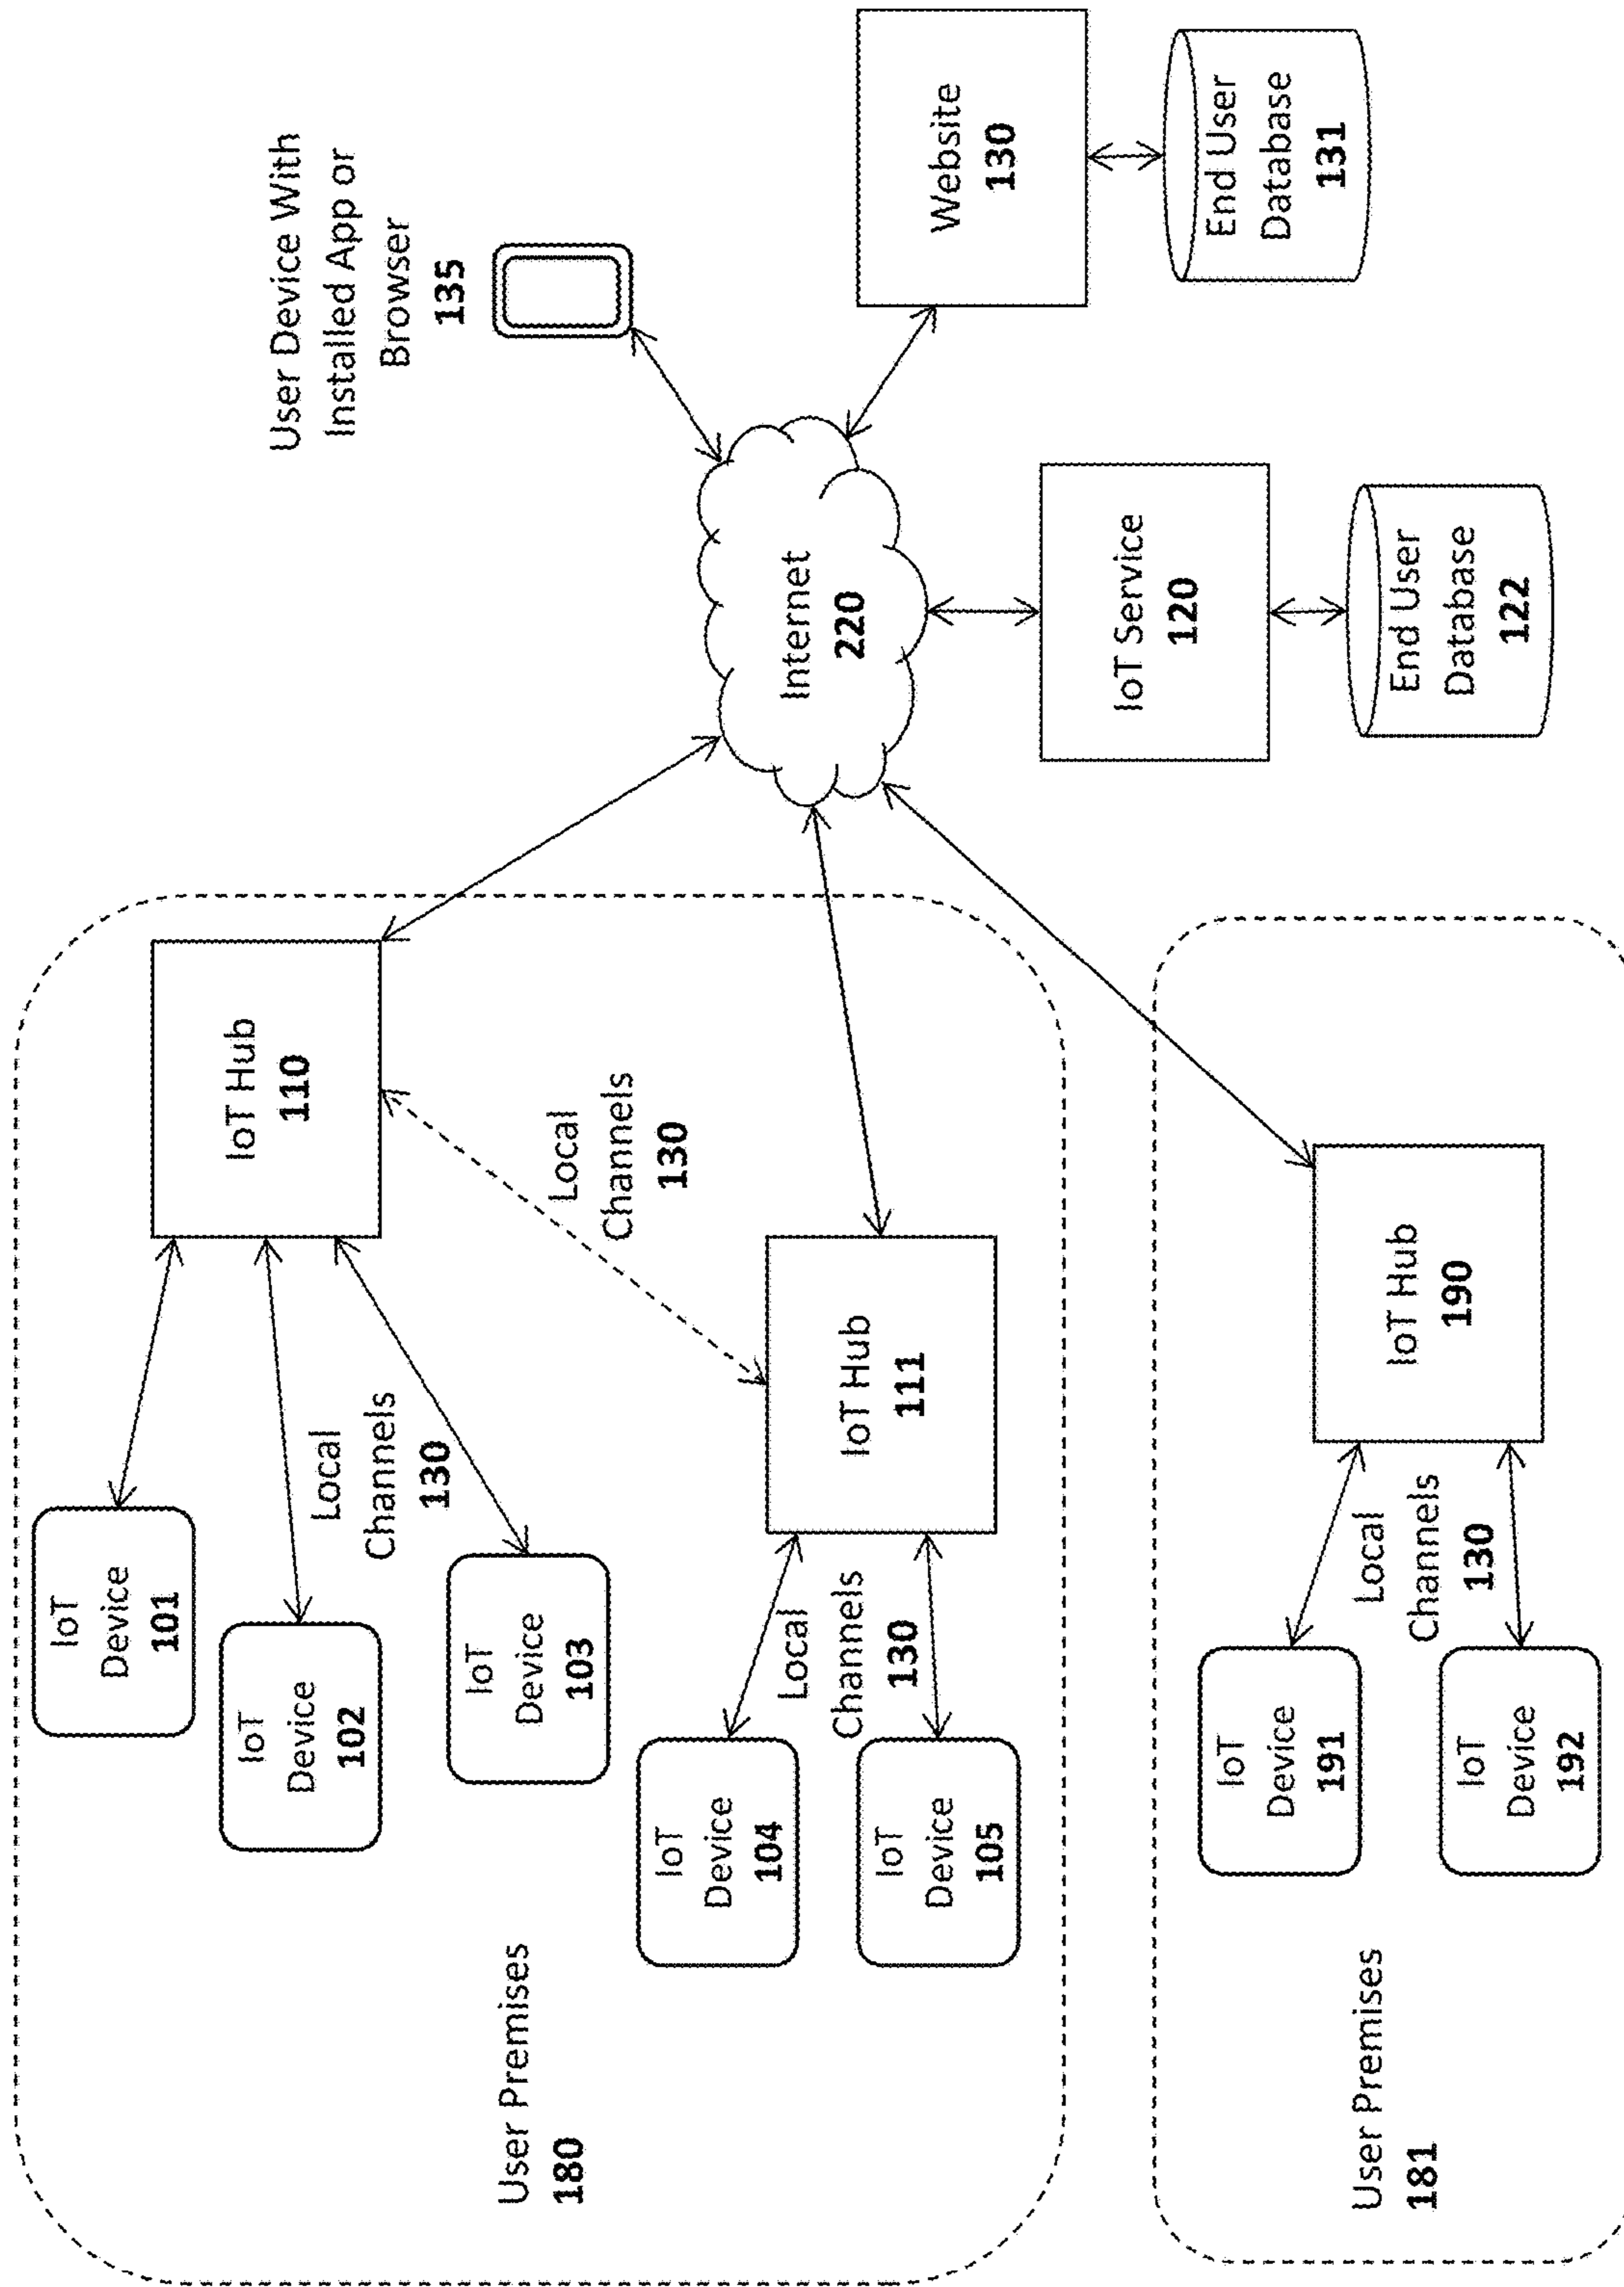 IoT
Device
101
IoT
Device
102
IoT
Device
103
Local
Channels
130
IoT Hub
110
Local
Channels
130
User Device With
Installed App or
Browser
135
User Premises
180
IoT
Device
104
IoT
Device
105
Local
Channels
130
IoT Hub
111
Internet
220
Website
130
End User
Database
131
IoT Service
120
End User
Database
122
User Premises
181
IoT
Device
191
IoT
Device
192
Local
Channels
130
IoT Hub
190